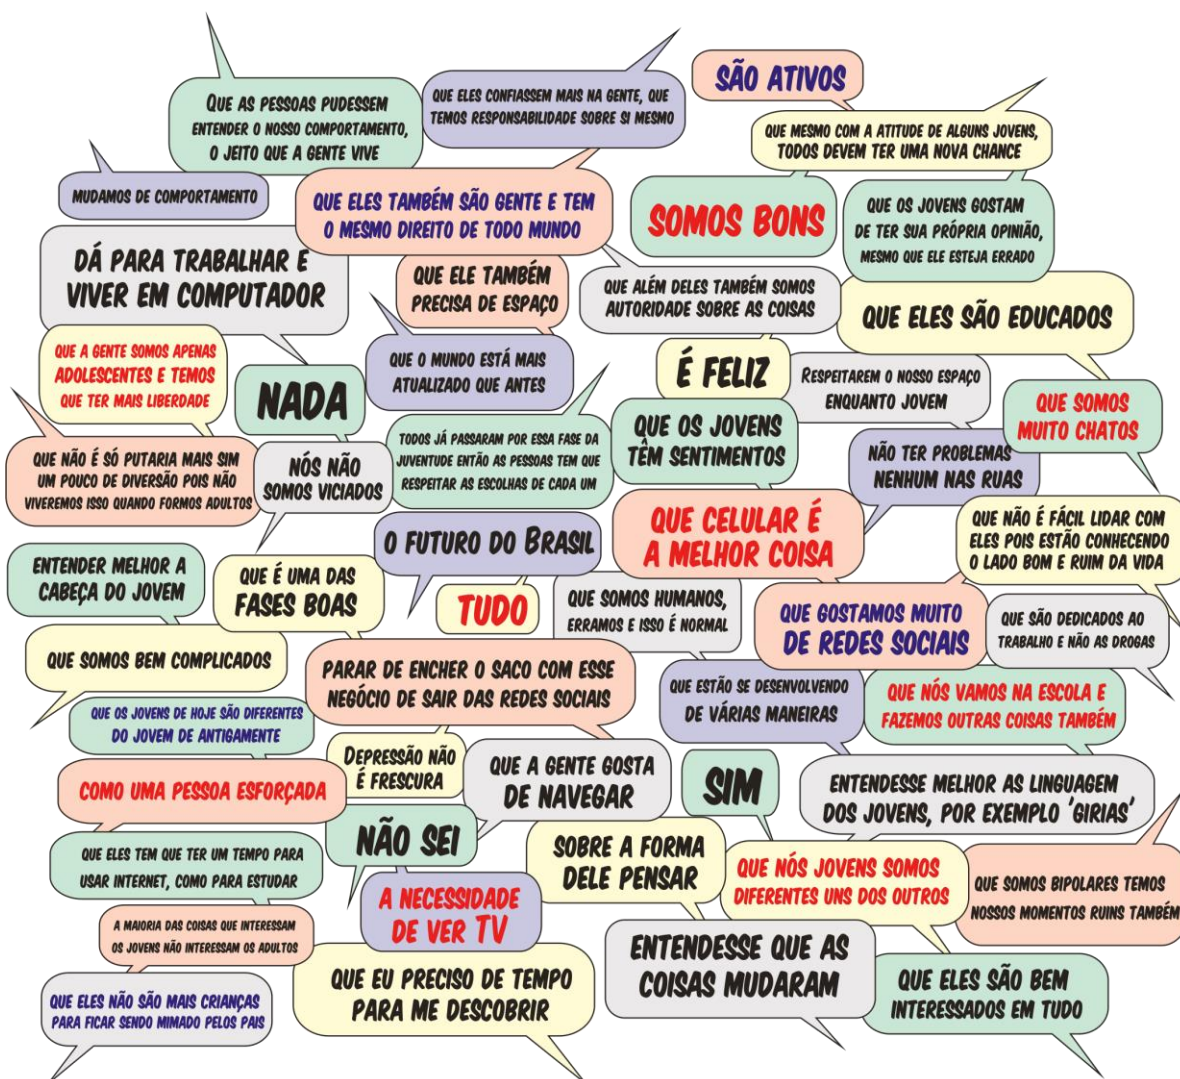 SÃO ATIVOS
QUE AS PESSOAS PUDESSEM
ENTENDER O NOSSO COMPORTAMENTO,
O JEITO QUE A GENTE VIVE
QUE ELES CONFIASSEM MAIS NA GENTE, QUE
TEMOS RESPONSABILIDADE SOBRE SI MESMO
QUE MESMO COM A ATITUDE DE ALGUNS JOVENS,
TODOS DEVEM TER UMA NOVA CHANCE
MUDAMOS DE COMPORTAMENTO
QUE ELES TAMBÉM SÃO GENTE E TEM
O MESMO DIREITO DE TODO MUNDO
SOMOS BONS
QUE OS JOVENS GOSTAM
DE TER SUA PRÓPRIA OPINIÃO,
MESMO QUE ELE ESTEJA ERRADO
DÁ PARA TRABALHAR E
VIVER EM COMPUTADOR
QUE ELE TAMBÉM
PRECISA DE ESPAÇO
QUE ALÉM DELES TAMBÉM SOMOS
AUTORIDADE SOBRE AS COISAS
QUE ELES SÃO EDUCADOS
QUE A GENTE SOMOS APENAS
ADOLESCENTES E TEMOS
QUE TER MAIS LIBERDADE
NADA
QUE O MUNDO ESTÁ MAIS
ATUALIZADO QUE ANTES
É FELIZ
RESPEITAREM O NOSSO ESPAÇO
ENQUANTO JOVEM
QUE SOMOS
MUITO CHATOS
QUE NÃO É SÓ PUTARIA MAIS SIM
UM POUCO DE DIVERSÃO POIS NÃO
VIVEREMOS ISSO QUANDO FORMOS ADULTOS
NÓS NÃO
SOMOS VICIADOS
TODOS JÁ PASSARAM POR ESSA FASE DA
JUVENTUDE ENTÃO AS PESSOAS TEM QUE
RESPEITAR AS ESCOLHAS DE CADA UM
QUE OS JOVENS
TÊM SENTIMENTOS
NÃO TER PROBLEMAS
NENHUM NAS RUAS
O FUTURO DO BRASIL
QUE CELULAR É
A MELHOR COISA
QUE NÃO É FÁCIL LIDAR COM
ELES POIS ESTÃO CONHECENDO
O LADO BOM E RUIM DA VIDA
ENTENDER MELHOR A
CABEÇA DO JOVEM
QUE É UMA DAS
FASES BOAS
TUDO
QUE SOMOS HUMANOS,
ERRAMOS E ISSO É NORMAL
QUE GOSTAMOS MUITO
DE REDES SOCIAIS
QUE SÃO DEDICADOS AO
TRABALHO E NÃO AS DROGAS
QUE SOMOS BEM COMPLICADOS
PARAR DE ENCHER O SACO COM ESSE
NEGÓCIO DE SAIR DAS REDES SOCIAIS
QUE ESTÃO SE DESENVOLVENDO
DE VÁRIAS MANEIRAS
QUE NÓS VAMOS NA ESCOLA E
FAZEMOS OUTRAS COISAS TAMBÉM
QUE OS JOVENS DE HOJE SÃO DIFERENTES
DO JOVEM DE ANTIGAMENTE
DEPRESSÃO NÃO
É FRESCURA
QUE A GENTE GOSTA
DE NAVEGAR
SIM
ENTENDESSE MELHOR AS LINGUAGEM
DOS JOVENS, POR EXEMPLO 'GIRIAS'
COMO UMA PESSOA ESFORÇADA
NÃO SEI
SOBRE A FORMA
DELE PENSAR
QUE NÓS JOVENS SOMOS
DIFERENTES UNS DOS OUTROS
QUE SOMOS BIPOLARES TEMOS
NOSSOS MOMENTOS RUINS TAMBÉM
QUE ELES TEM QUE TER UM TEMPO PARA
USAR INTERNET, COMO PARA ESTUDAR
A NECESSIDADE
DE VER TV
A MAIORIA DAS COISAS QUE INTERESSAM
OS JOVENS NÃO INTERESSAM OS ADULTOS
QUE EU PRECISO DE TEMPO
PARA ME DESCOBRIR
ENTENDESSE QUE AS
COISAS MUDARAM
QUE ELES SÃO BEM
INTERESSADOS EM TUDO
QUE ELES NÃO SÃO MAIS CRIANÇAS
PARA FICAR SENDO MIMADO PELOS PAIS